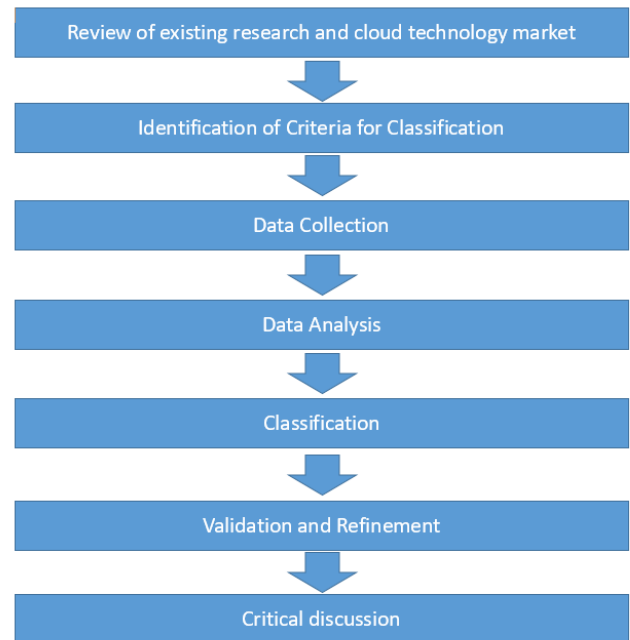 Review of existing research and cloud technology market
Identification of Criteria for Classification
Data Collection
Data Analysis
Classification
Validation and Refinement
Critical discussion